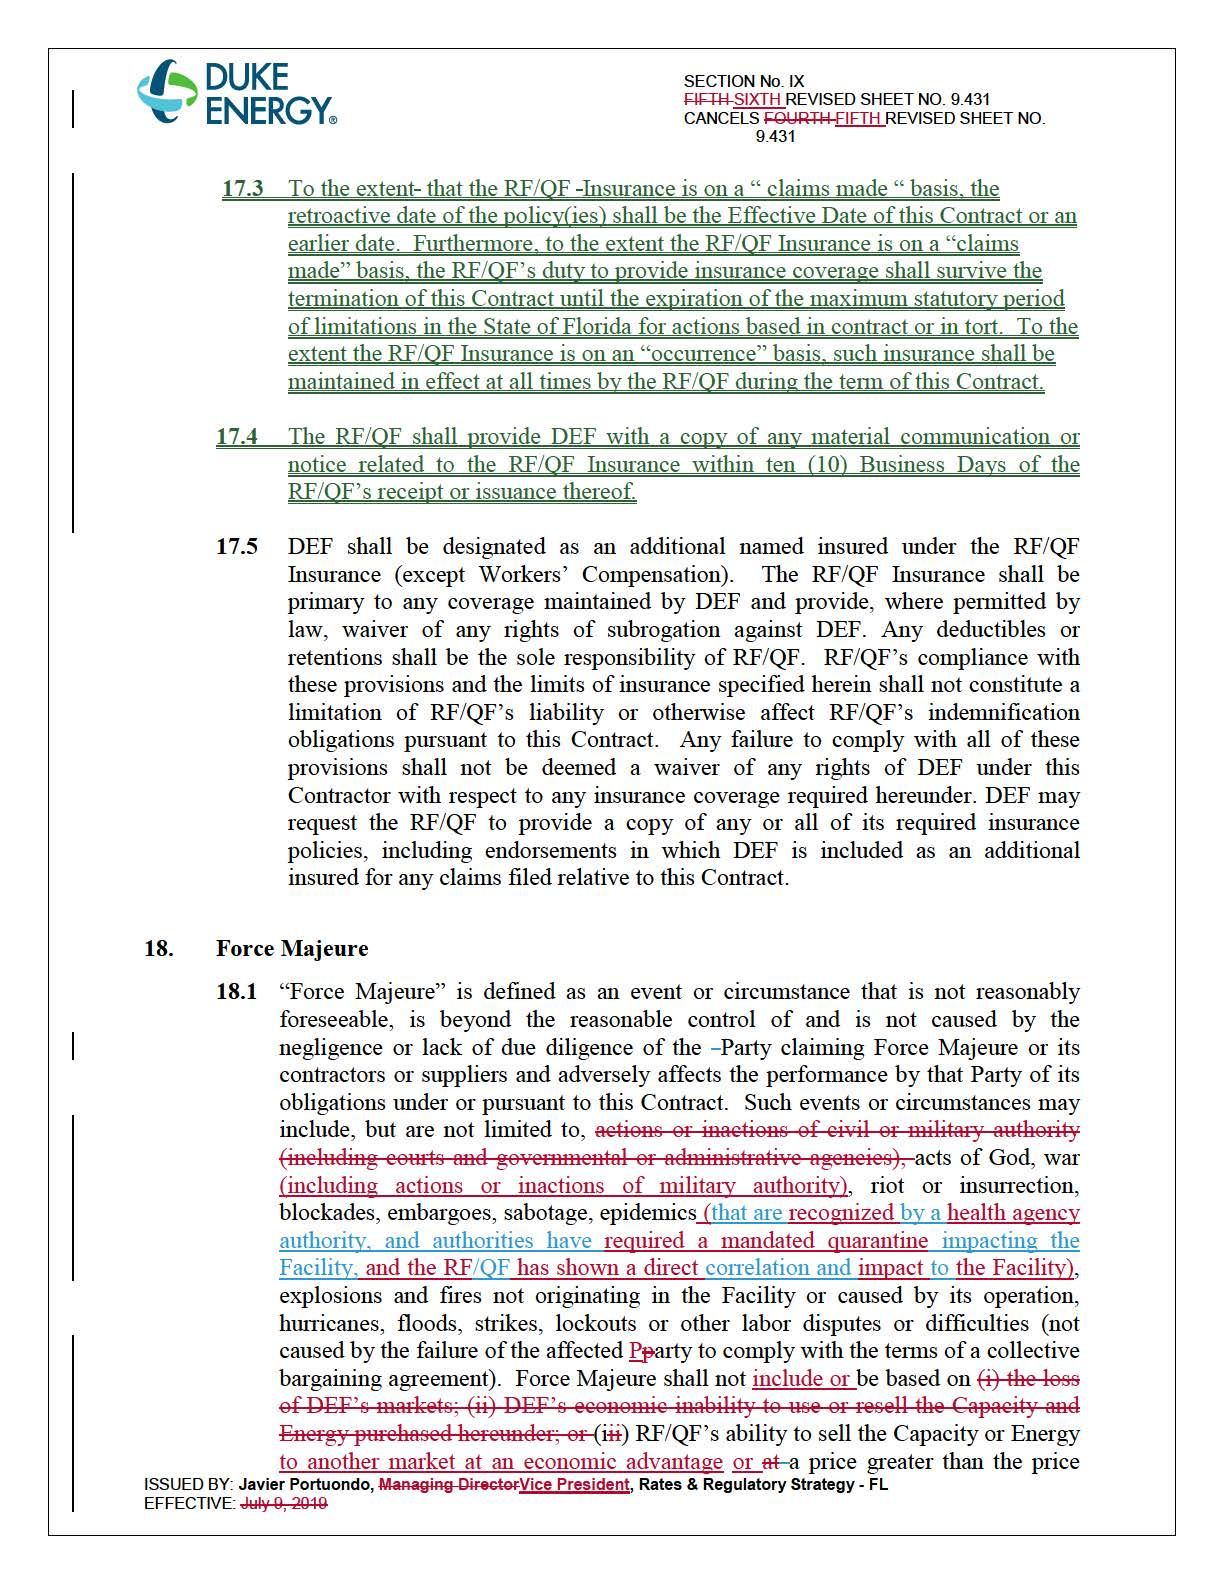 DUKE
ENERGY®
SECTION No. IX
FIFTH SIXTH REVISED SHEET NO. 9.431
CANCELS FOURTH FIFTH REVISED SHEET NO.
9.431
17.3 To the extent- that the RF/QF -Insurance is on a “ claims made “ basis, the
retroactive date of the policy(ies) shall be the Effective Date of this Contract or an
earlier date. Furthermore, to the extent the RF/QF Insurance is on a “claims
made” basis, the RF/QF’s duty to provide insurance coverage shall survive the
termination of this Contract until the expiration of the maximum statutory period
of limitations in the State of Florida for actions based in contract or in tort. To the
extent the RF/QF Insurance is on an “occurrence” basis, such insurance shall be
maintained in effect at all times by the RF/QF during the term of this Contract.
17.4 The RF/QF shall provide DEF with a copy of any material communication or
notice related to the RF/QF Insurance within ten (10) Business Days of the
RF/QF’s receipt or issuance thereof.
17.5 DEF shall be designated as an additional named insured under the RF/QF
Insurance (except Workers’ Compensation). The RF/QF Insurance shall be
primary to any coverage maintained by DEF and provide, where permitted by
law, waiver of any rights of subrogation against DEF. Any deductibles or
retentions shall be the sole responsibility of RF/QF. RF/QF’s compliance with
these provisions and the limits of insurance specified herein shall not constitute a
limitation of RF/QF’s liability or otherwise affect RF/QF’s indemnification
obligations pursuant to this Contract. Any failure to comply with all of these
provisions shall not be deemed a waiver of any rights of DEF under this
Contractor with respect to any insurance coverage required hereunder. DEF may
request the RF/QF to provide a copy of any or all of its required insurance
policies, including endorsements in which DEF is included as an additional
insured for any claims filed relative to this Contract.
18. Force Majeure
18.1 “Force Majeure” is defined as an event or circumstance that is not reasonably
foreseeable, is beyond the reasonable control of and is not caused by the
negligence or lack of due diligence of the -Party claiming Force Majeure or its
contractors or suppliers and adversely affects the performance by that Party of its
obligations under or pursuant to this Contract. Such events or circumstances may
include, but are not limited to, actions or inactions of civil or military authority
(including courts and governmental or administrative agencies), acts of God, war
(including actions or inactions of military authority), riot or insurrection,
blockades, embargoes, sabotage, epidemics (that are recognized by a health agency
authority, and authorities have required a mandated quarantine impacting the
Facility, and the RF/QF has shown a direct correlation and impact to the Facility),
explosions and fires not originating in the Facility or caused by its operation,
hurricanes, floods, strikes, lockouts or other labor disputes or difficulties (not
caused by the failure of the affected Pparty to comply with the terms of a collective
bargaining agreement). Force Majeure shall not include or be based on (i) the loss
of DEF’s markets; (ii) DEF’s economic inability to use or resell the Capacity and
Energy purchased hereunder; or (iii) RF/QF’s ability to sell the Capacity or Energy
to another market at an economic advantage or at a price greater than the price
ISSUED BY: Javier Portuondo, Managing DirectorVice President, Rates & Regulatory Strategy - FL
EFFECTIVE: July 9, 2019